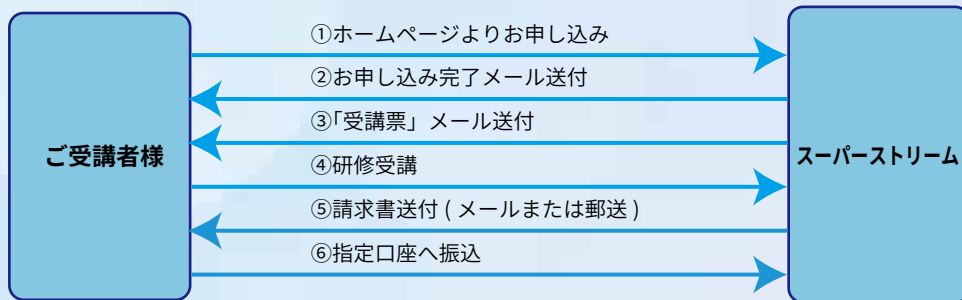 ①ホームページよりお申し込み
②お申し込み完了メール送付
③「受講票」メール送付
ご受講者様
スーパーストリーム
④研修受講
⑤請求書送付 ( メールまたは郵送 )
⑥指定口座へ振込